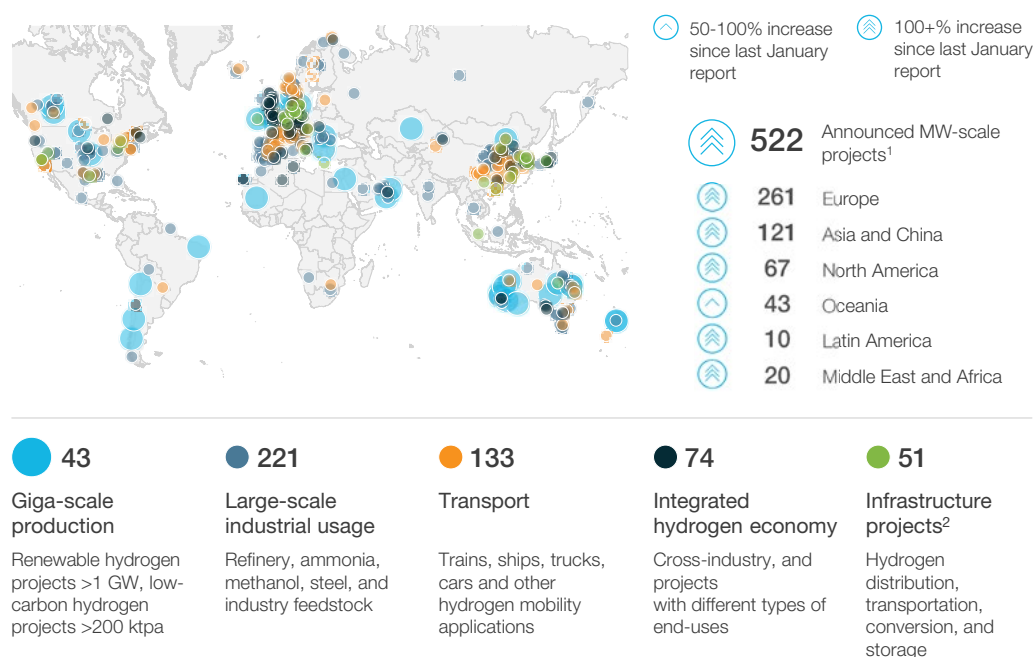 50-100% increase
since last January
report
100+% increase
since last January
report
522 Announced MW-scale
projects1
261 Europe
121 Asia and China
67 North America
43 Oceania
10 Latin America
20 Middle East and Africa
43
Giga-scale
production
Renewable hydrogen
projects >1 GW, low-
carbon hydrogen
projects >200 ktpa
221
Large-scale
industrial usage
Refinery, ammonia,
methanol, steel, and
industry feedstock
133
Transport
Trains, ships, trucks,
cars and other
hydrogen mobility
applications
74
Integrated
hydrogen economy
Cross-industry, and
projects
with different types of
end-uses
51
Infrastructure
projects2
Hydrogen
distribution,
transportation,
conversion, and
storage